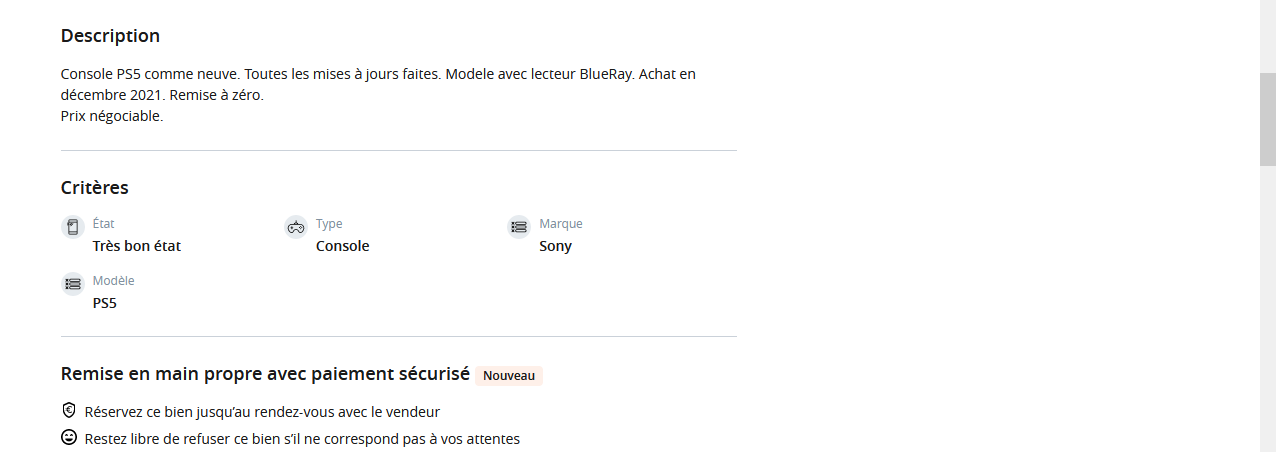 Description
Console PS5 comme neuve. Toutes les mises à jours faites. Modele avec lecteur BlueRay. Achat en
décembre 2021. Remise à zéro.
Prix négociable.
Critères
État
Très bon état
Type
Console
Marque
Sony
Modèle
PS5
Remise en main propre avec paiement sécurisé Nouveau
Réservez ce bien jusqu’au rendez-vous avec le vendeur
Restez libre de refuser ce bien s’il ne correspond pas à vos attentes